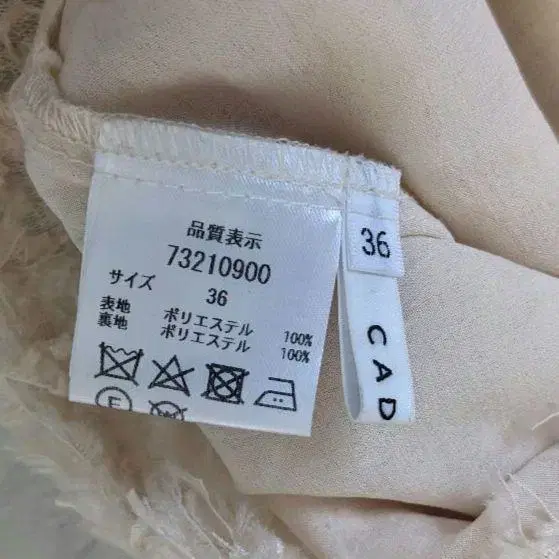 品質表示
73210900
サイズ 36
表地 ポリエステル 100%
裏地 ポリエステル 100%
36
CAD